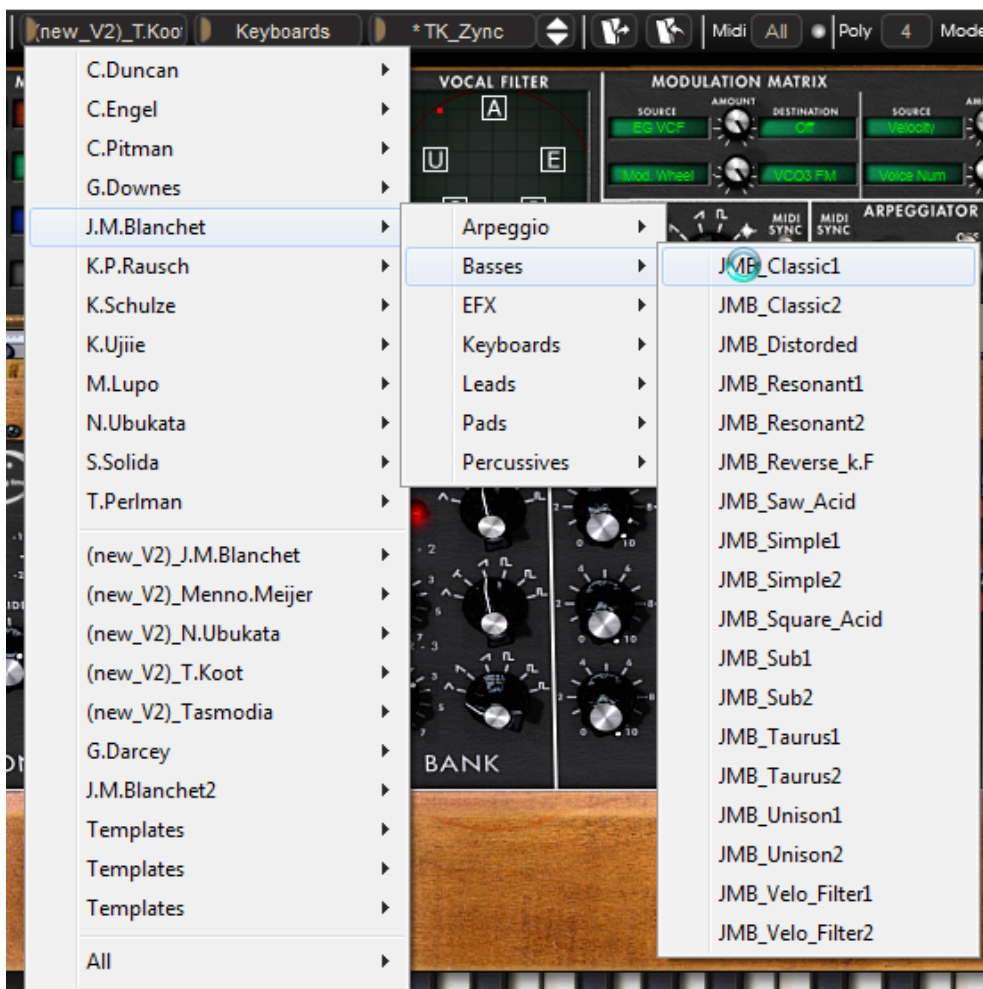 (new_V2)_T.Koo Keyboards * TK_Zync Midi All Poly 4 Mode
C.Duncan
C.Engel
C.Pitman
G.Downes
J.M.Blanchet
K.P.Rausch
K.Schulze
K.Ujiie
M.Lupo
N.Ubukata
S.Solida
T.Perlman
(new_V2)_J.M.Blanchet
(new_V2)_Menno.Meijer
(new_V2)_N.Ubukata
(new_V2)_T.Koot
(new_V2)_Tasmodia
G.Darcey
J.M.Blanchet2
Templates
Templates
Templates
All
Arpeggio
Basses
EFX
Keyboards
Leads
Pads
Percussives
JMB_Classic1
JMB_Classic2
JMB_Distorded
JMB_Resonant1
JMB_Resonant2
JMB_Reverse_k.F
JMB_Saw_Acid
JMB_Simple1
JMB_Simple2
JMB_Square_Acid
JMB_Sub1
JMB_Sub2
JMB_Taurus1
JMB_Taurus2
JMB_Unison1
JMB_Unison2
JMB_Velo_Filter1
JMB_Velo_Filter2
VOCAL FILTER
A
U E
MODULATION MATRIX
SOURCE AMOUNT DESTINATION SOURCE
EG VCF Off Velocity
Mod. Wheel VCO3 FM Voice Num
MIDI SYNC
MIDI SYNC
ARPEGGIATOR
BANK